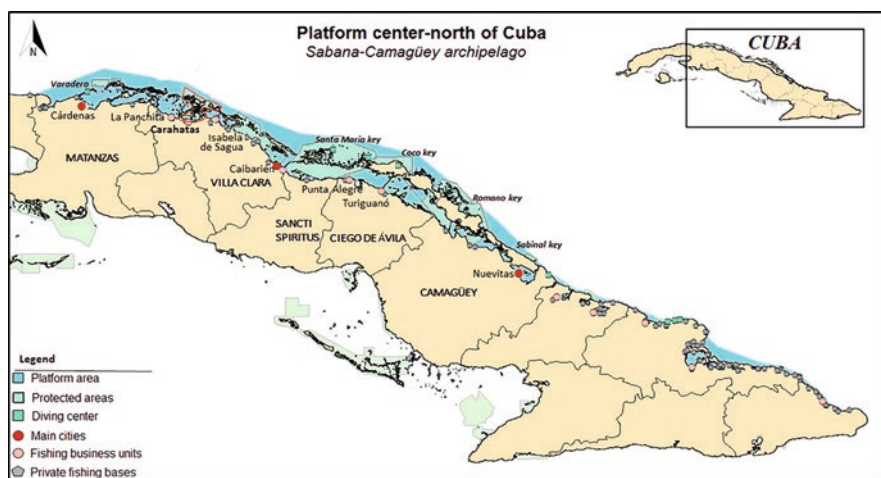 Platform center-north of Cuba
Sabana-Camagüey archipelago
N
CUBA
Varadero
Cárdenas
La Panchita
Carahatas
Isabela
de Sagua
Santa María key
Coco key
MATANZAS
Caibarién
VILLA CLARA
Punta Alegre
Romano key
Turiguanó
SANCTI
SPIRITUS
CIEGO DE ÁVILA
Sabinal key
Nuevitas
CAMAGÜEY
Legend
Platform area
Protected areas
Diving center
Main cities
Fishing business units
Private fishing bases